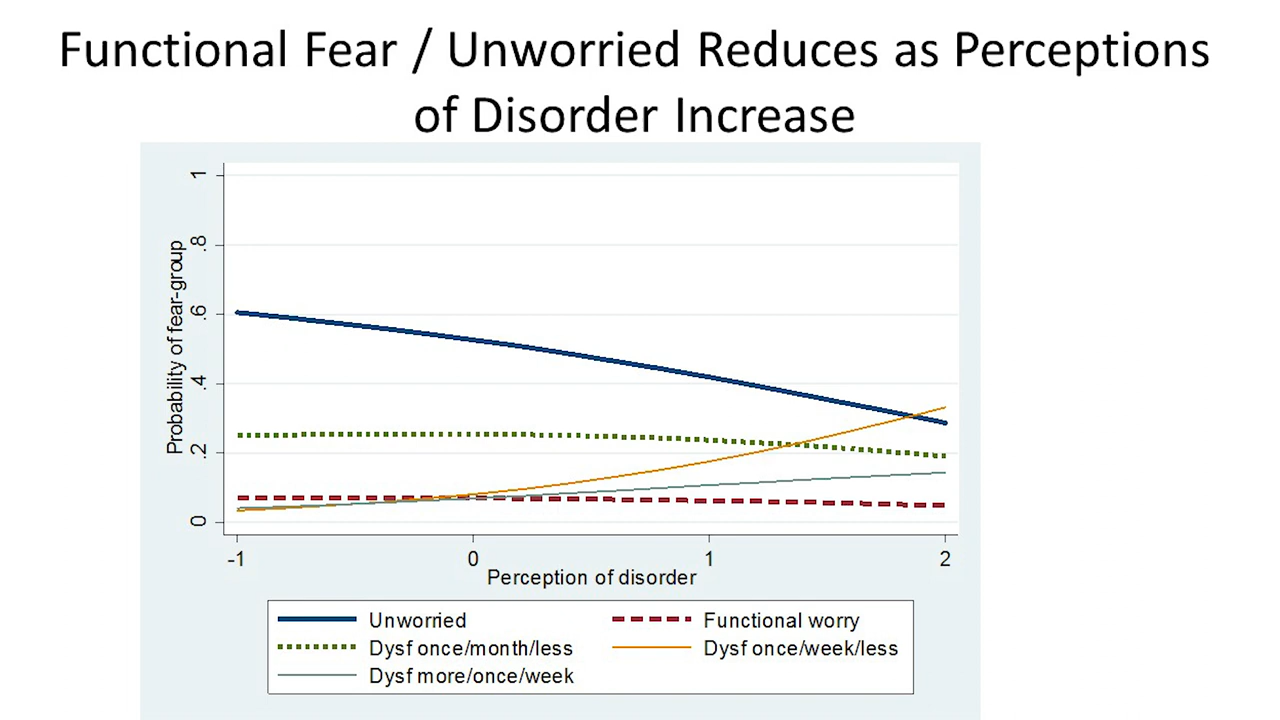 Functional Fear / Unworried Reduces as Perceptions
of Disorder Increase
Probability of fear-group
1
.8
.6
.4
.2
0
-1 0 1 2
Perception of disorder
Unworried Functional worry
Dysf once/month/less Dysf once/week/less
Dysf more/once/week